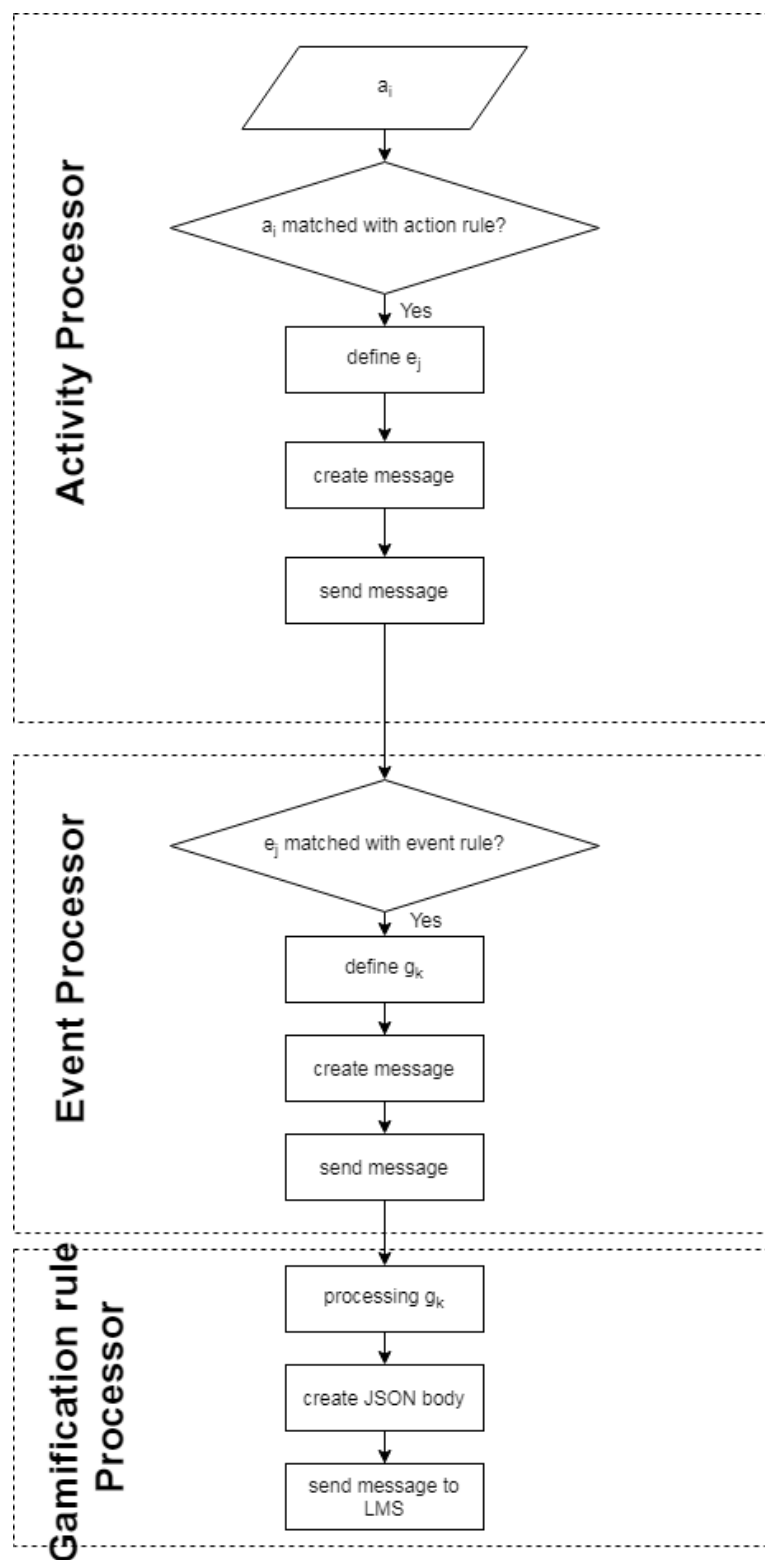 Activity Processor
aᵢ
aᵢ matched with action rule?
Yes
define eⱼ
create message
send message
Event Processor
eⱼ matched with event rule?
Yes
define gₖ
create message
send message
Gamification rule
Processor
processing gₖ
create JSON body
send message to
LMS